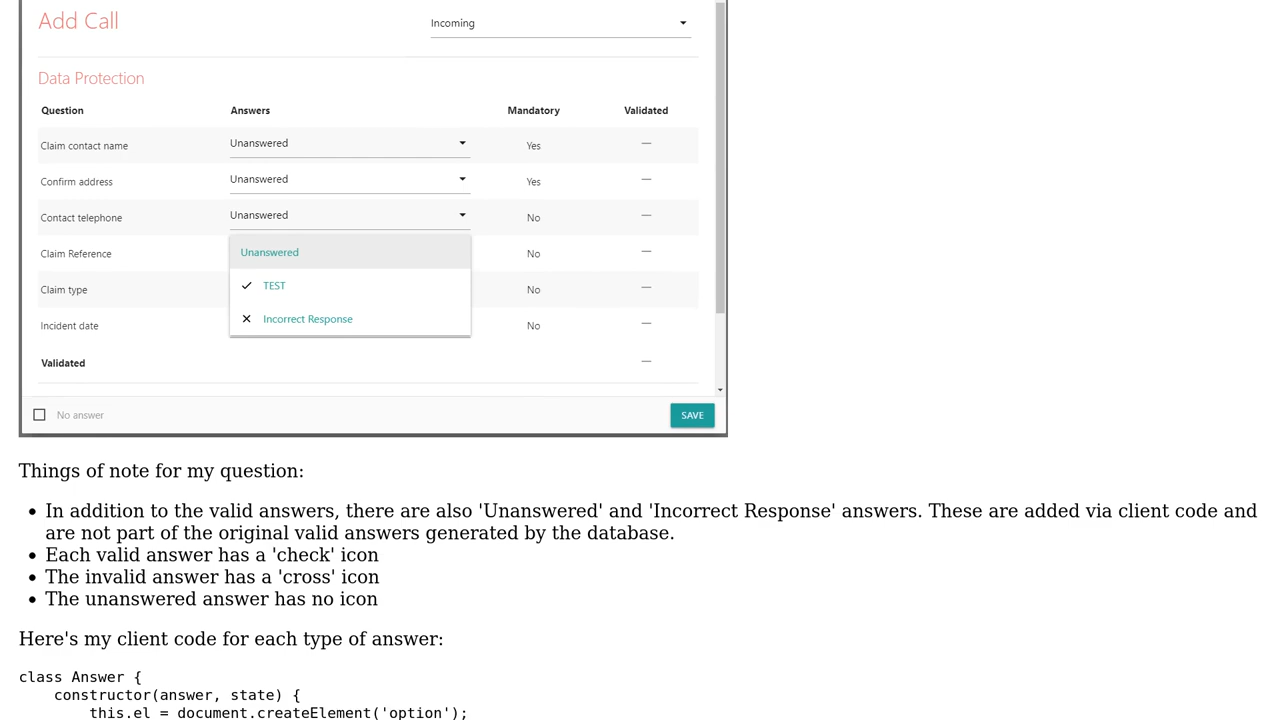 Add Call
Incoming
Data Protection
Question Answers Mandatory Validated
Claim contact name Unanswered Yes —
Confirm address Unanswered Yes —
Contact telephone Unanswered No —
Claim Reference Unanswered No —
Claim type TEST No —
Incident date Incorrect Response No —
Validated —
No answer SAVE
Things of note for my question:
In addition to the valid answers, there are also 'Unanswered' and 'Incorrect Response' answers. These are added via client code and
are not part of the original valid answers generated by the database.
Each valid answer has a 'check' icon
The invalid answer has a 'cross' icon
The unanswered answer has no icon
Here's my client code for each type of answer:
class Answer {
    constructor(answer, state) {
        this.el = document.createElement('option');